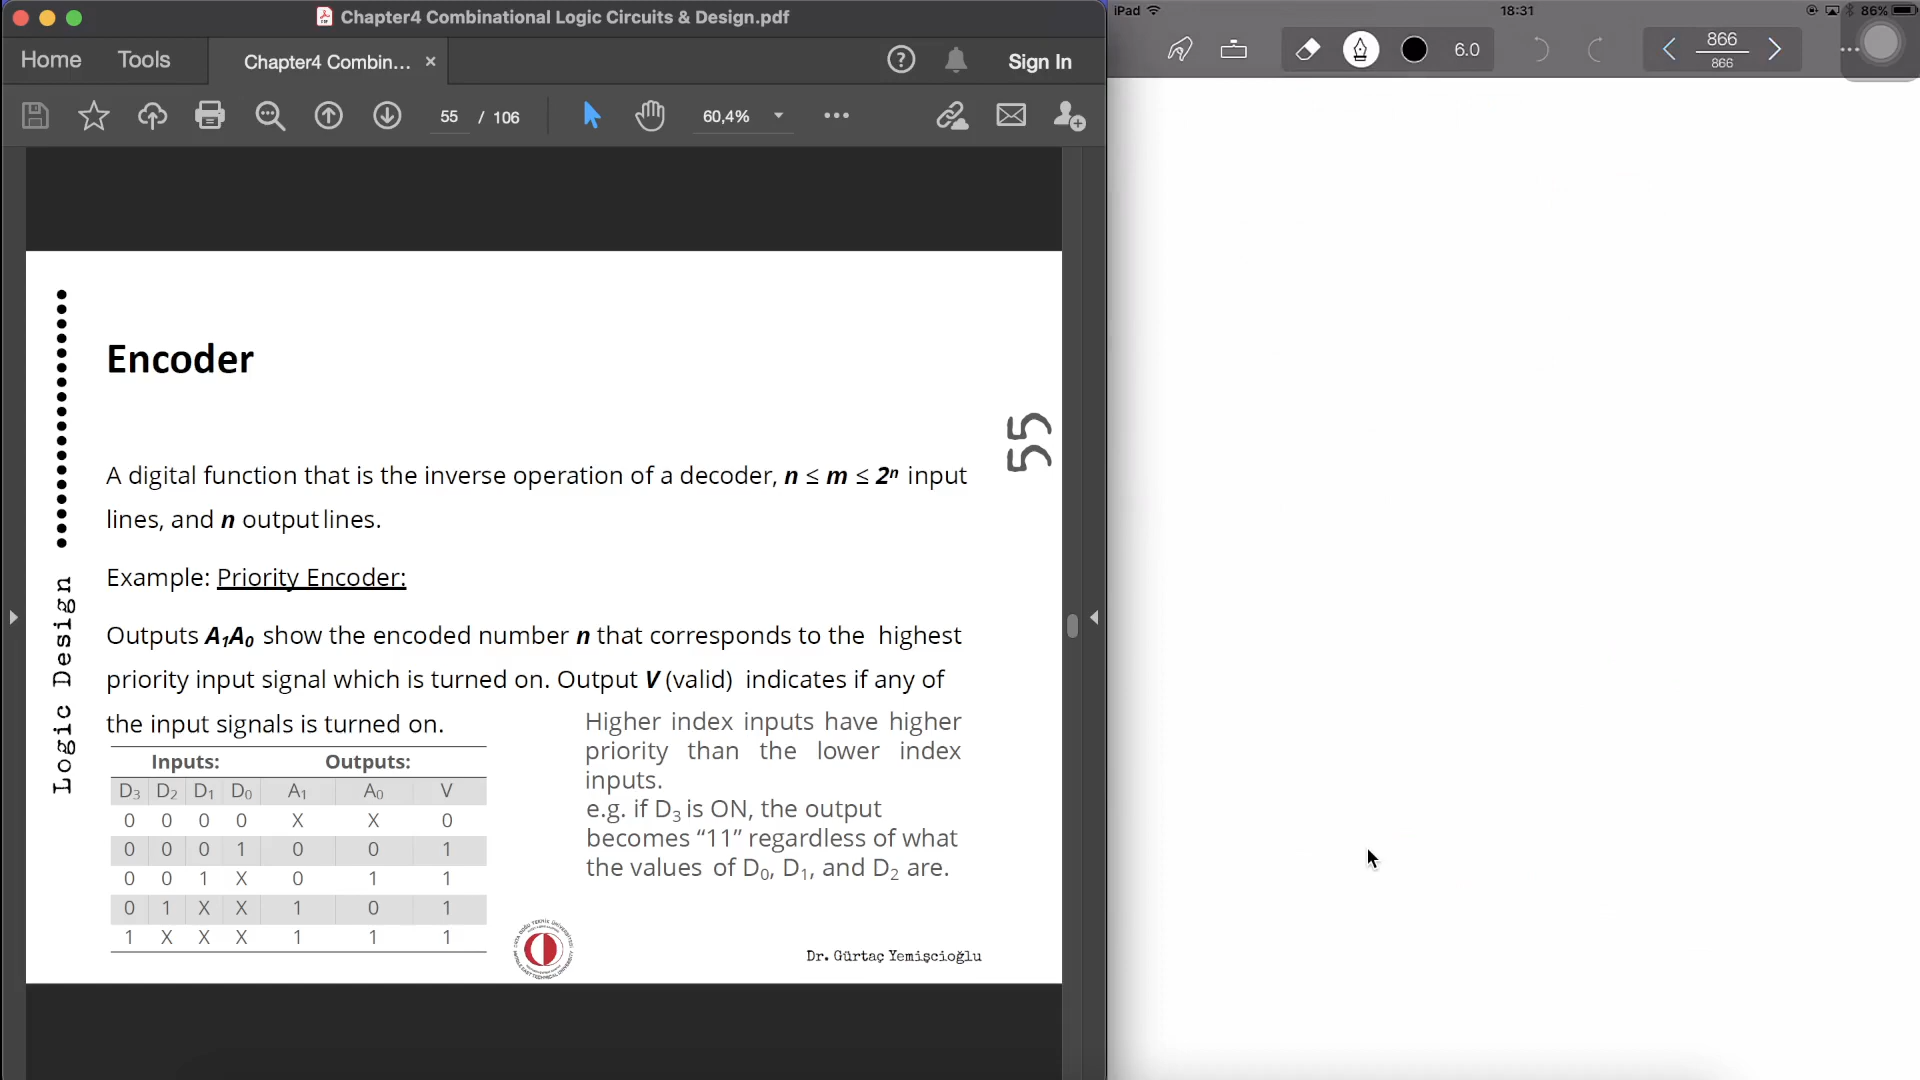 Chapter4 Combinational Logic Circuits & Design.pdf
Home Tools Chapter4 Combin... × Sign In
55 / 106 60,4%
Encoder
A digital function that is the inverse operation of a decoder, n ≤ m ≤ 2ⁿ input
lines, and n output lines.
Example: Priority Encoder:
Outputs A₁A₀ show the encoded number n that corresponds to the highest
priority input signal which is turned on. Output V (valid) indicates if any of
the input signals is turned on.
Inputs: Outputs:
D₃ D₂ D₁ D₀ A₁ A₀ V
0 0 0 0 X X 0
0 0 0 1 0 0 1
0 0 1 X 0 1 1
0 1 X X 1 0 1
1 X X X 1 1 1
Higher index inputs have higher
priority than the lower index
inputs.
e.g. if D₃ is ON, the output
becomes “11” regardless of what
the values of D₀, D₁, and D₂ are.
Dr. Gürtaç Yemişcioğlu
Logic Design
55
iPad 18:31 86%
6.0 866
866